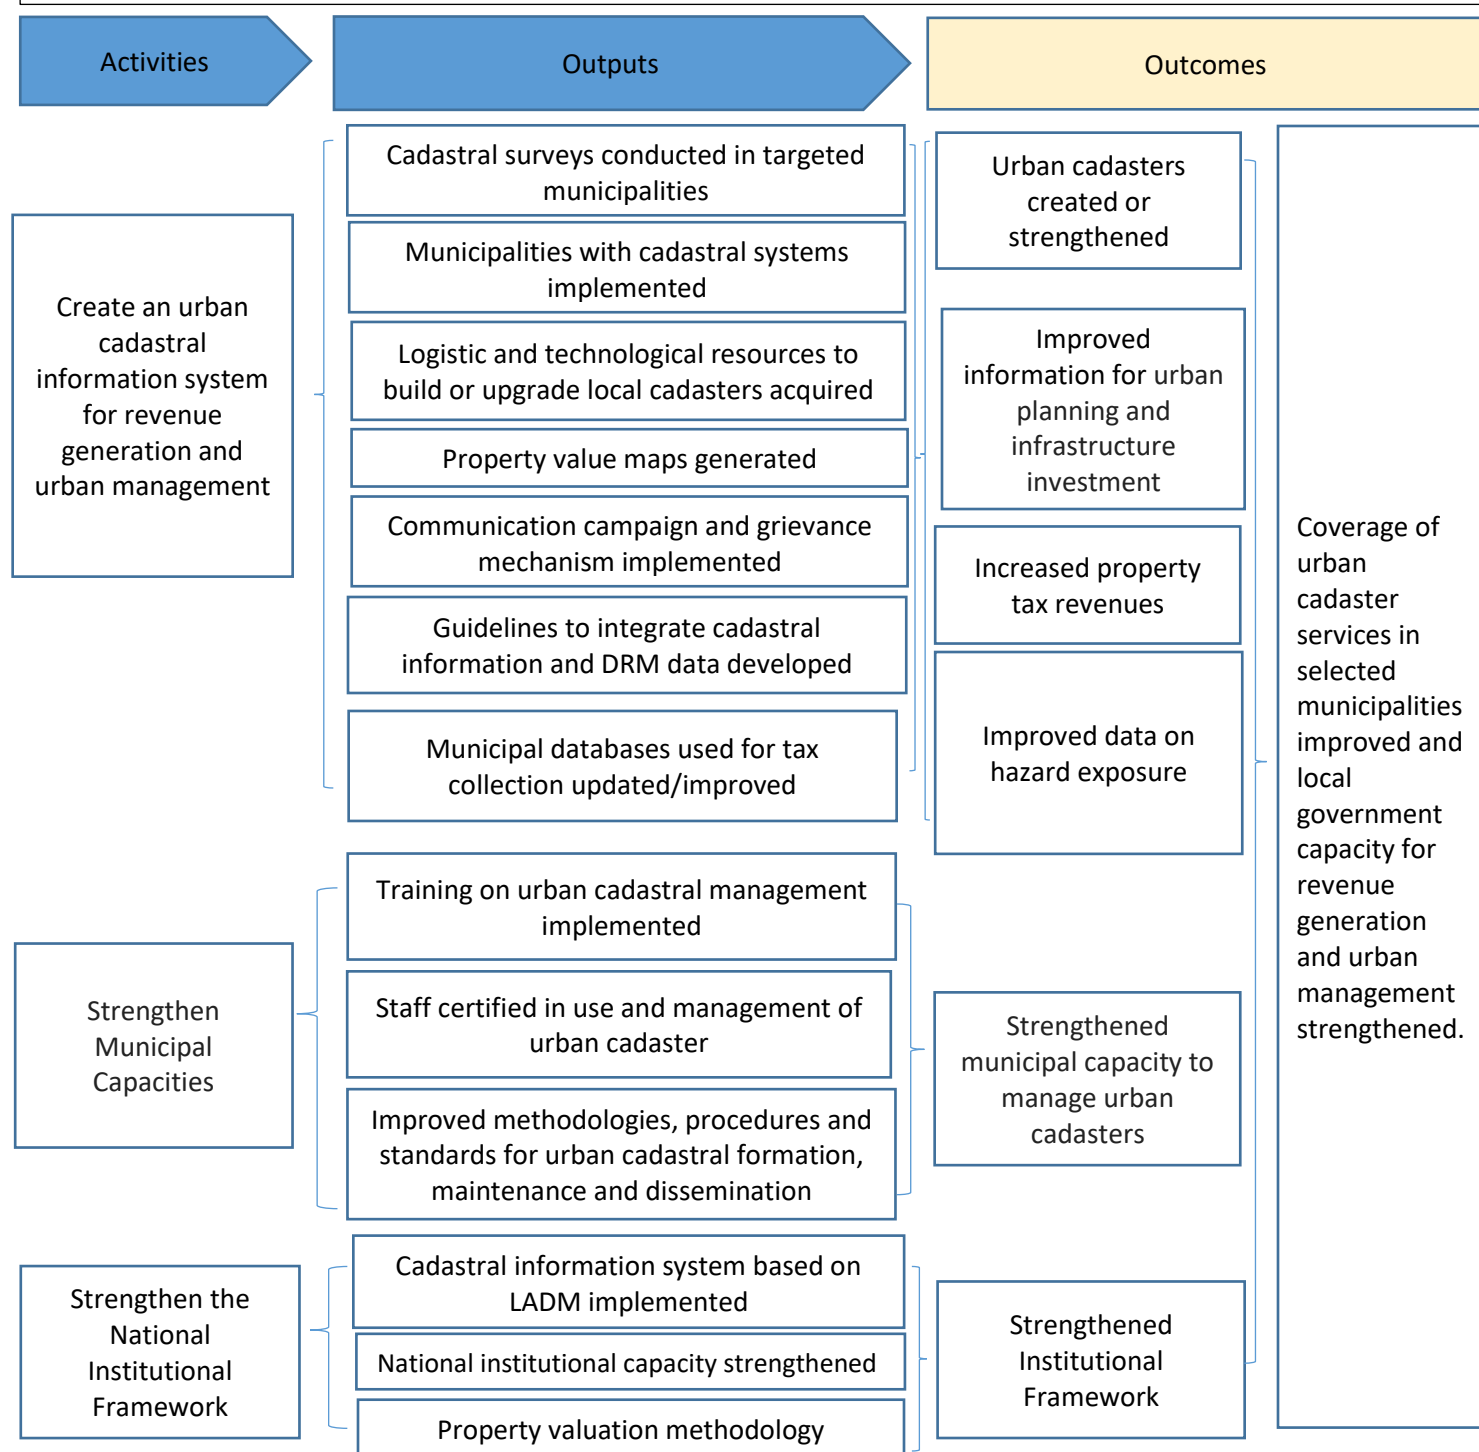 Activities
Outputs
Outcomes
Create an urban
cadastral
information system
for revenue
generation and
urban management
Cadastral surveys conducted in targeted
municipalities
Municipalities with cadastral systems
implemented
Logistic and technological resources to
build or upgrade local cadasters acquired
Property value maps generated
Communication campaign and grievance
mechanism implemented
Guidelines to integrate cadastral
information and DRM data developed
Municipal databases used for tax
collection updated/improved
Urban cadasters
created or
strengthened
Improved
information for urban
planning and
infrastructure
investment
Increased property
tax revenues
Improved data on
hazard exposure
Strengthen
Municipal
Capacities
Training on urban cadastral management
implemented
Staff certified in use and management of
urban cadaster
Improved methodologies, procedures and
standards for urban cadastral formation,
maintenance and dissemination
Strengthened
municipal capacity to
manage urban
cadasters
Strengthen the
National
Institutional
Framework
Cadastral information system based on
LADM implemented
National institutional capacity strengthened
Property valuation methodology
Strengthened
Institutional
Framework
Coverage of
urban
cadaster
services in
selected
municipalities
improved and
local
government
capacity for
revenue
generation
and urban
management
strengthened.